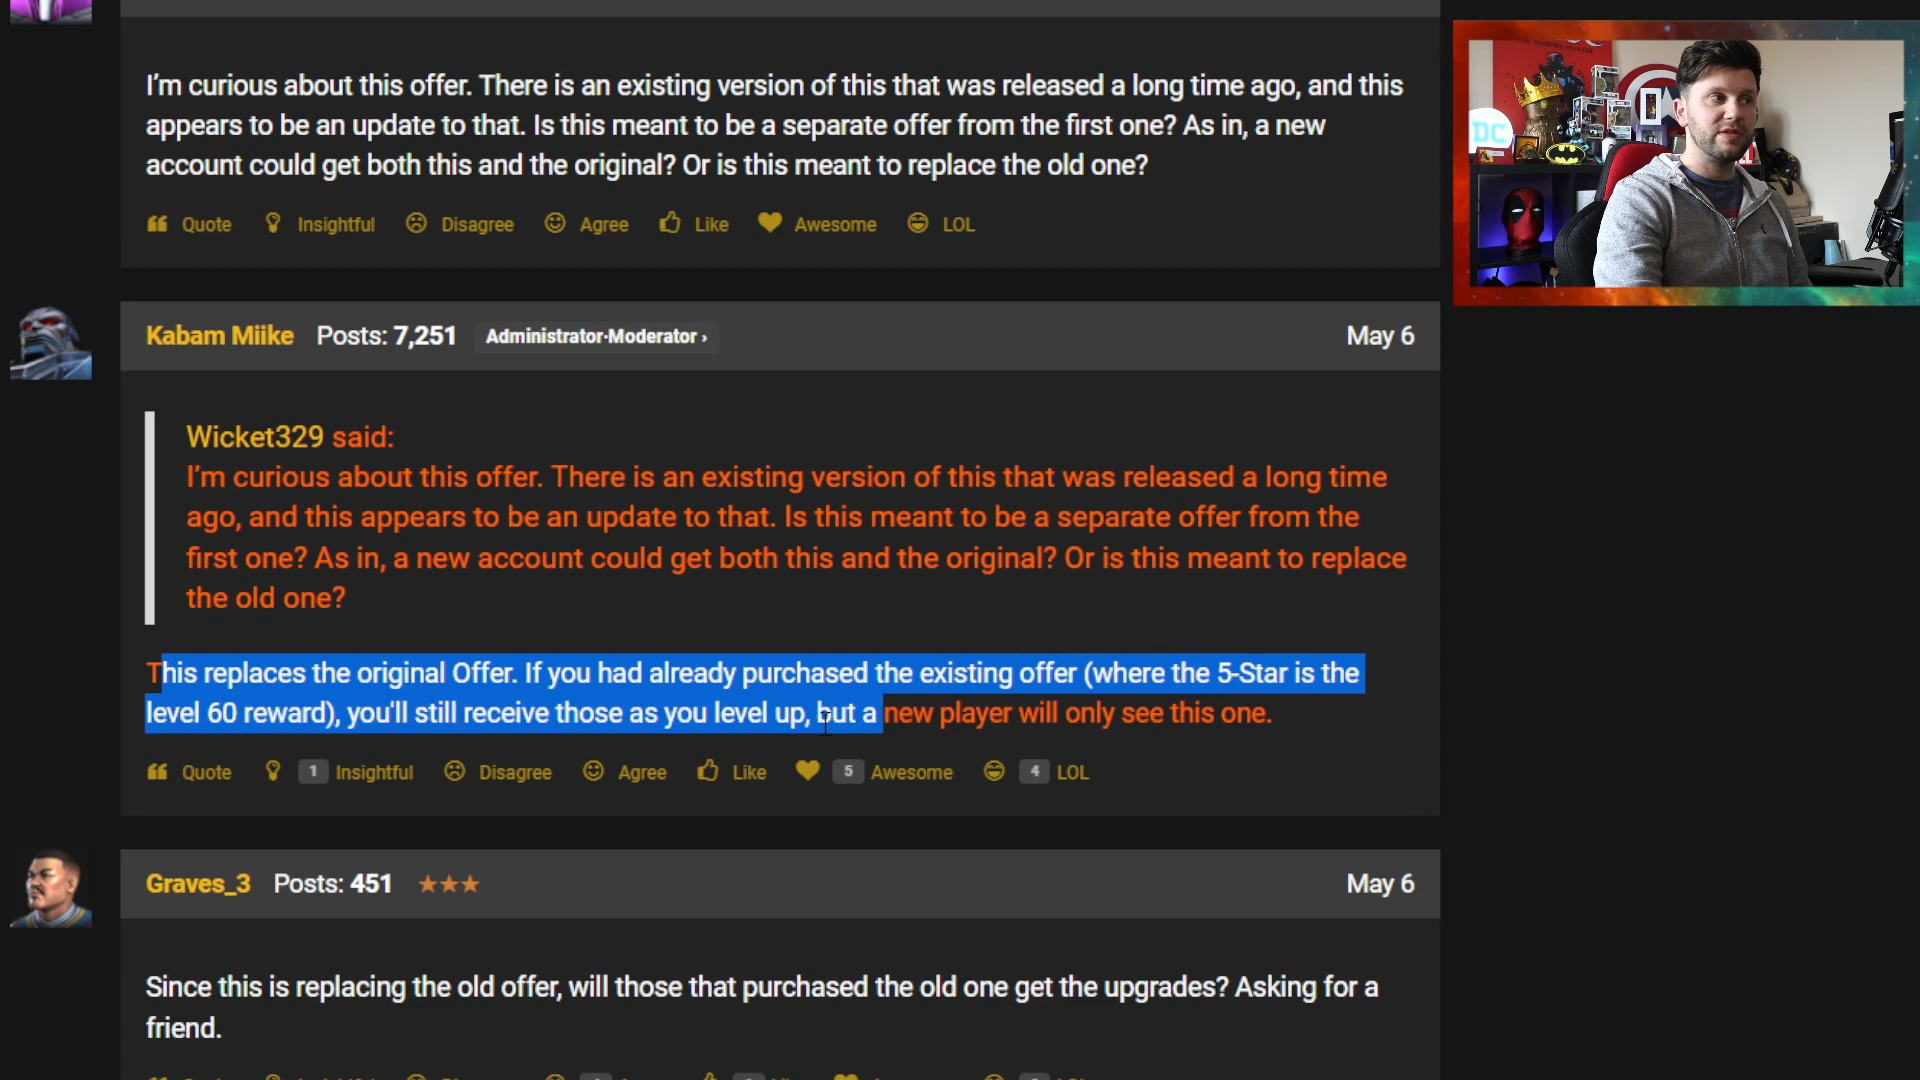 I'm curious about this offer. There is an existing version of this that was released a long time ago, and this
appears to be an update to that. Is this meant to be a separate offer from the first one? As in, a new
account could get both this and the original? Or is this meant to replace the old one?
Quote Insightful Disagree Agree Like Awesome LOL
Kabam Miike Posts: 7,251 Administrator·Moderator › May 6
Wicket329 said:
I'm curious about this offer. There is an existing version of this that was released a long time
ago, and this appears to be an update to that. Is this meant to be a separate offer from the
first one? As in, a new account could get both this and the original? Or is this meant to replace
the old one?
This replaces the original Offer. If you had already purchased the existing offer (where the 5-Star is the
level 60 reward), you'll still receive those as you level up, but a new player will only see this one.
Quote 1 Insightful Disagree Agree Like 5 Awesome 4 LOL
Graves_3 Posts: 451 ★★★ May 6
Since this is replacing the old offer, will those that purchased the old one get the upgrades? Asking for a
friend.
DC